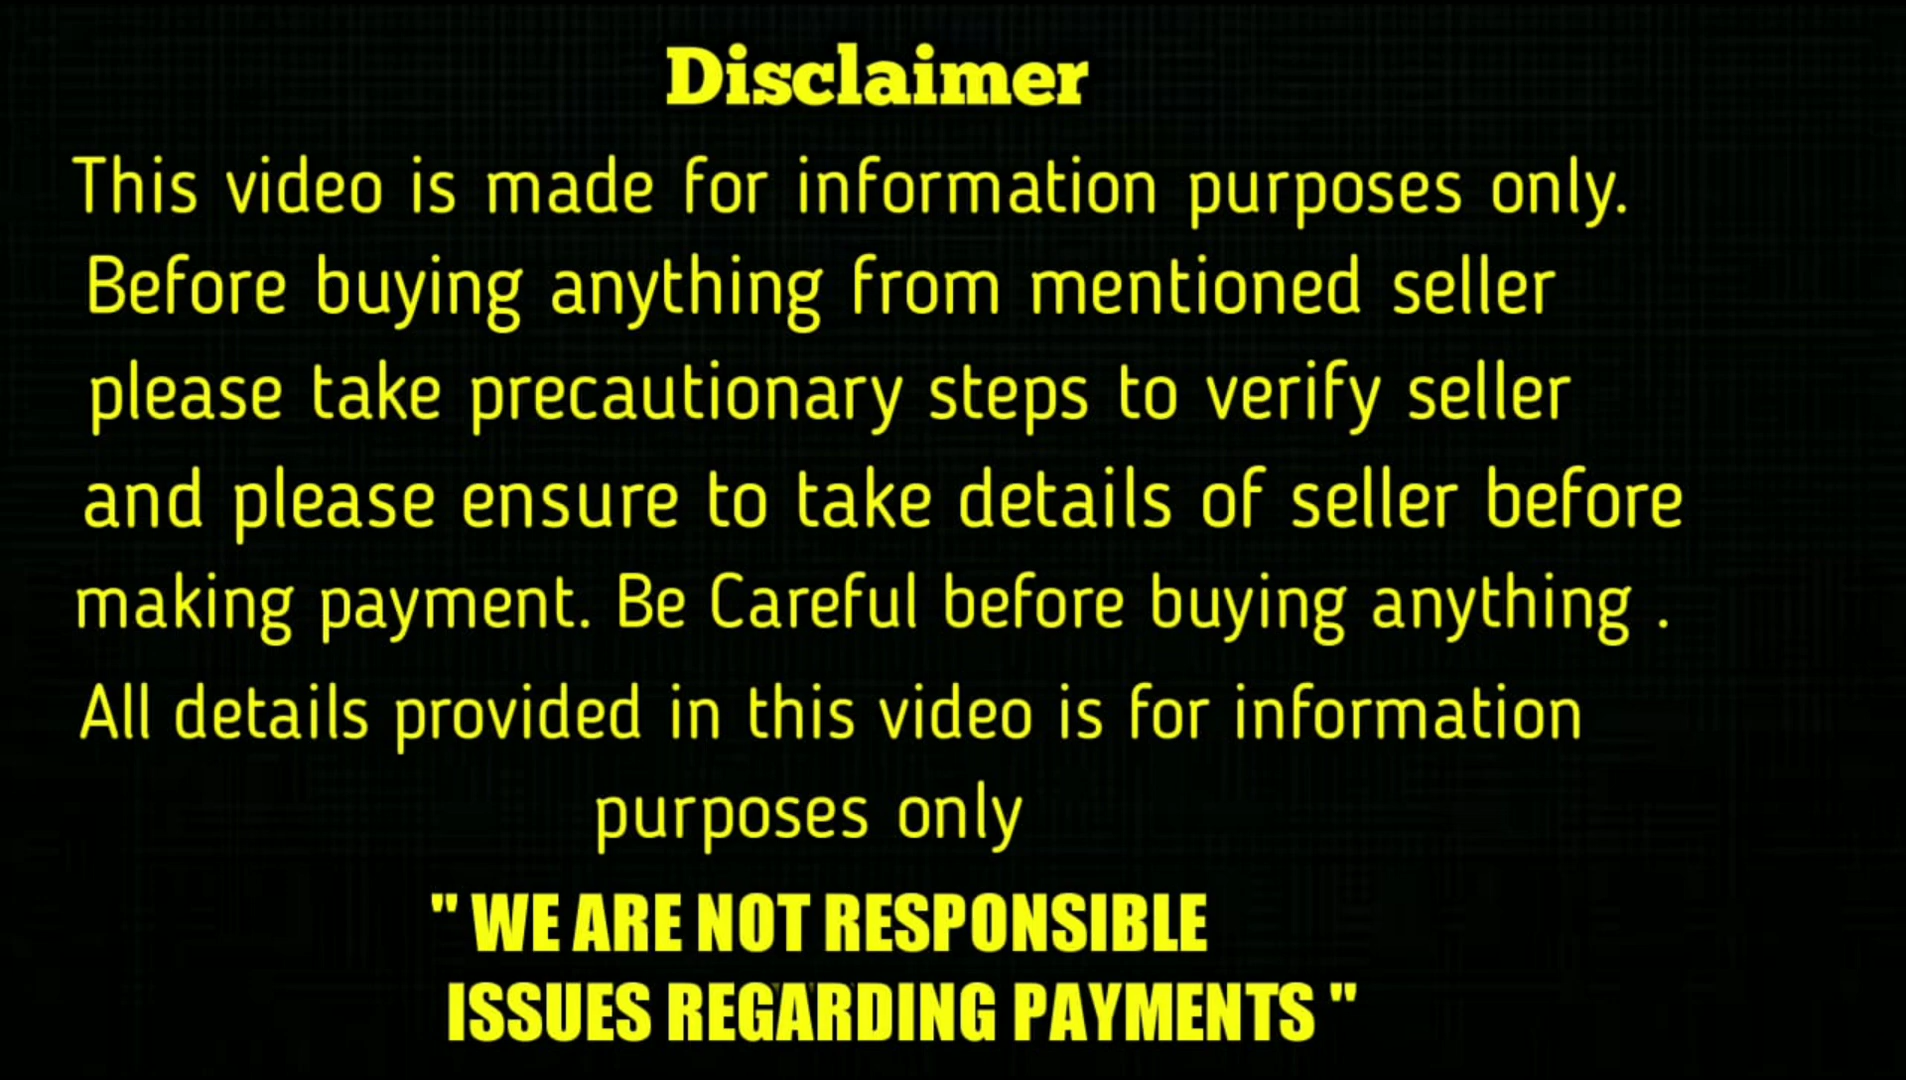 Disclaimer
This video is made for information purposes only.
Before buying anything from mentioned seller
please take precautionary steps to verify seller
and please ensure to take details of seller before
making payment. Be Careful before buying anything .
All details provided in this video is for information
purposes only
" WE ARE NOT RESPONSIBLE
ISSUES REGARDING PAYMENTS "